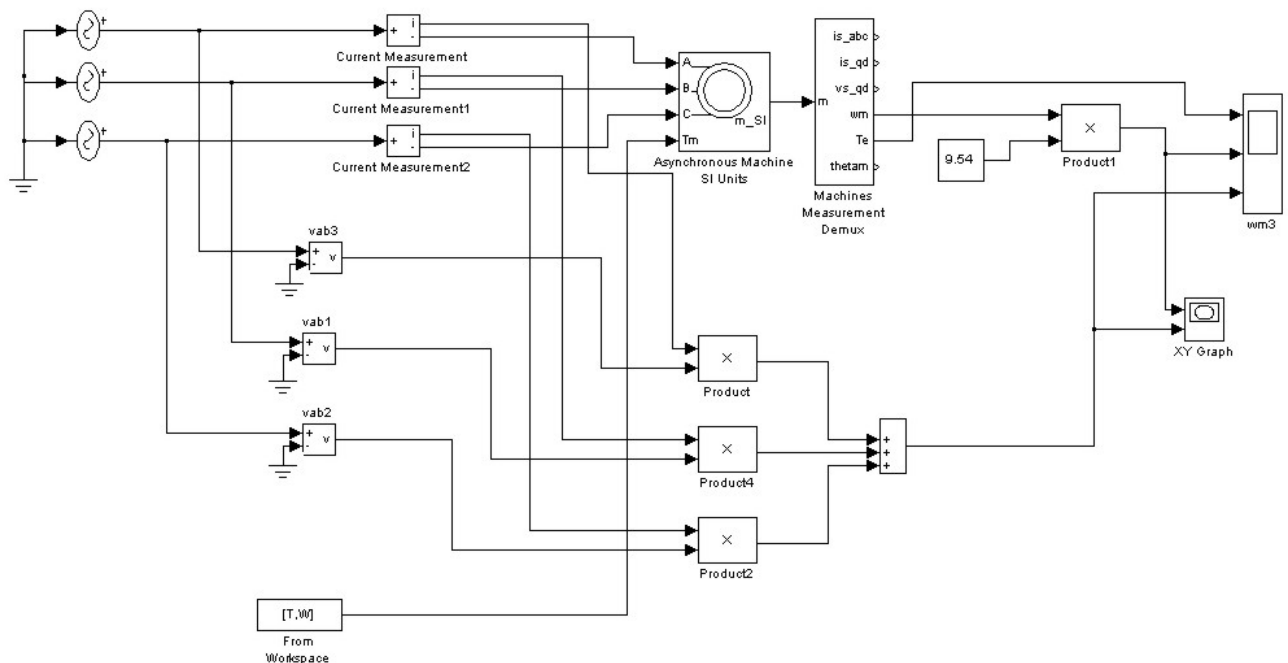 +
+
+
+ i -
Current Measurement
+ i -
Current Measurement1
+ i -
Current Measurement2
A
B
C
Tm
m_SI
Asynchronous Machine
SI Units
m
is_abc
is_qd
vs_qd
wm
Te
thetam
Machines
Measurement
Demux
9.54
×
Product1
wm3
XY Graph
vab3
+
-
v
vab1
+
-
v
vab2
+
-
v
×
Product
×
Product4
×
Product2
+
+
+
[T,W]
From
Workspace